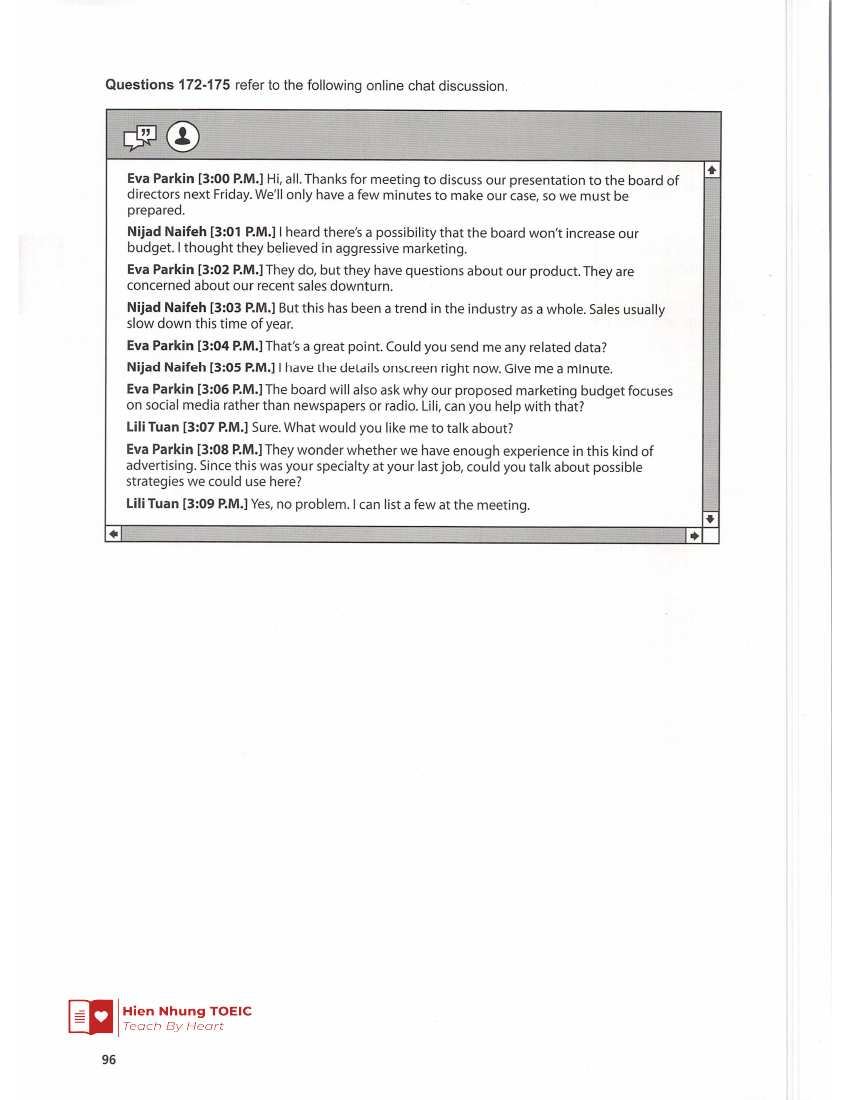 Questions 172-175 refer to the following online chat discussion.
Eva Parkin [3:00 P.M.] Hi, all. Thanks for meeting to discuss our presentation to the board of
directors next Friday. We'll only have a few minutes to make our case, so we must be
prepared.
Nijad Naifeh [3:01 P.M.] I heard there's a possibility that the board won't increase our
budget. I thought they believed in aggressive marketing.
Eva Parkin [3:02 P.M.] They do, but they have questions about our product. They are
concerned about our recent sales downturn.
Nijad Naifeh [3:03 P.M.] But this has been a trend in the industry as a whole. Sales usually
slow down this time of year.
Eva Parkin [3:04 P.M.] That's a great point. Could you send me any related data?
Nijad Naifeh [3:05 P.M.] I have the details onscreen right now. Give me a minute.
Eva Parkin [3:06 P.M.] The board will also ask why our proposed marketing budget focuses
on social media rather than newspapers or radio. Lili, can you help with that?
Lili Tuan [3:07 P.M.] Sure. What would you like me to talk about?
Eva Parkin [3:08 P.M.] They wonder whether we have enough experience in this kind of
advertising. Since this was your specialty at your last job, could you talk about possible
strategies we could use here?
Lili Tuan [3:09 P.M.] Yes, no problem. I can list a few at the meeting.
Hien Nhung TOEIC
Teach By Heart
96